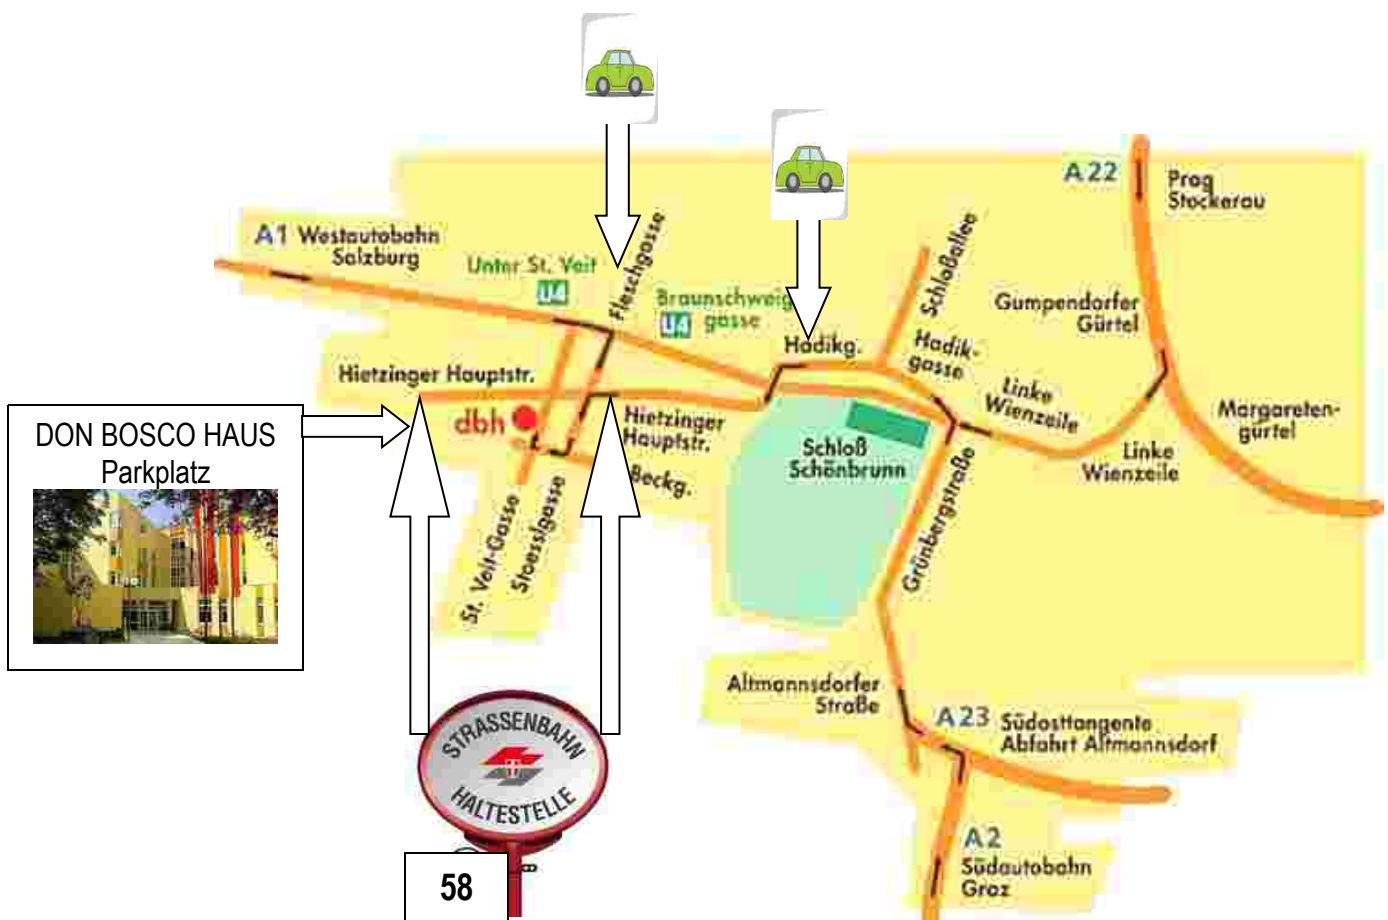 A22
Prag
Stockerau
A1 Westautobahn
Salzburg
Unter St. Veit
U4
Fleschgasse
Braunschweig
U4 gasse
Schloßallee
Hadikg.
Hadik-
gasse
Gumpendorfer
Gürtel
Linke
Wienzeile
Linke
Wienzeile
Margareten-
gürtel
Hietzinger Hauptstr.
dbh
Hietzinger
Hauptstr.
Beckg.
Schloß
Schönbrunn
DON BOSCO HAUS
Parkplatz
St. Veit-Gasse
Stoesslgasse
Grünbergstraße
Altmannsdorfer
Straße
A23 Südosttangente
Abfahrt Altmannsdorf
STRASSENBAHN
HALTESTELLE
58
A2
Südautobahn
Graz